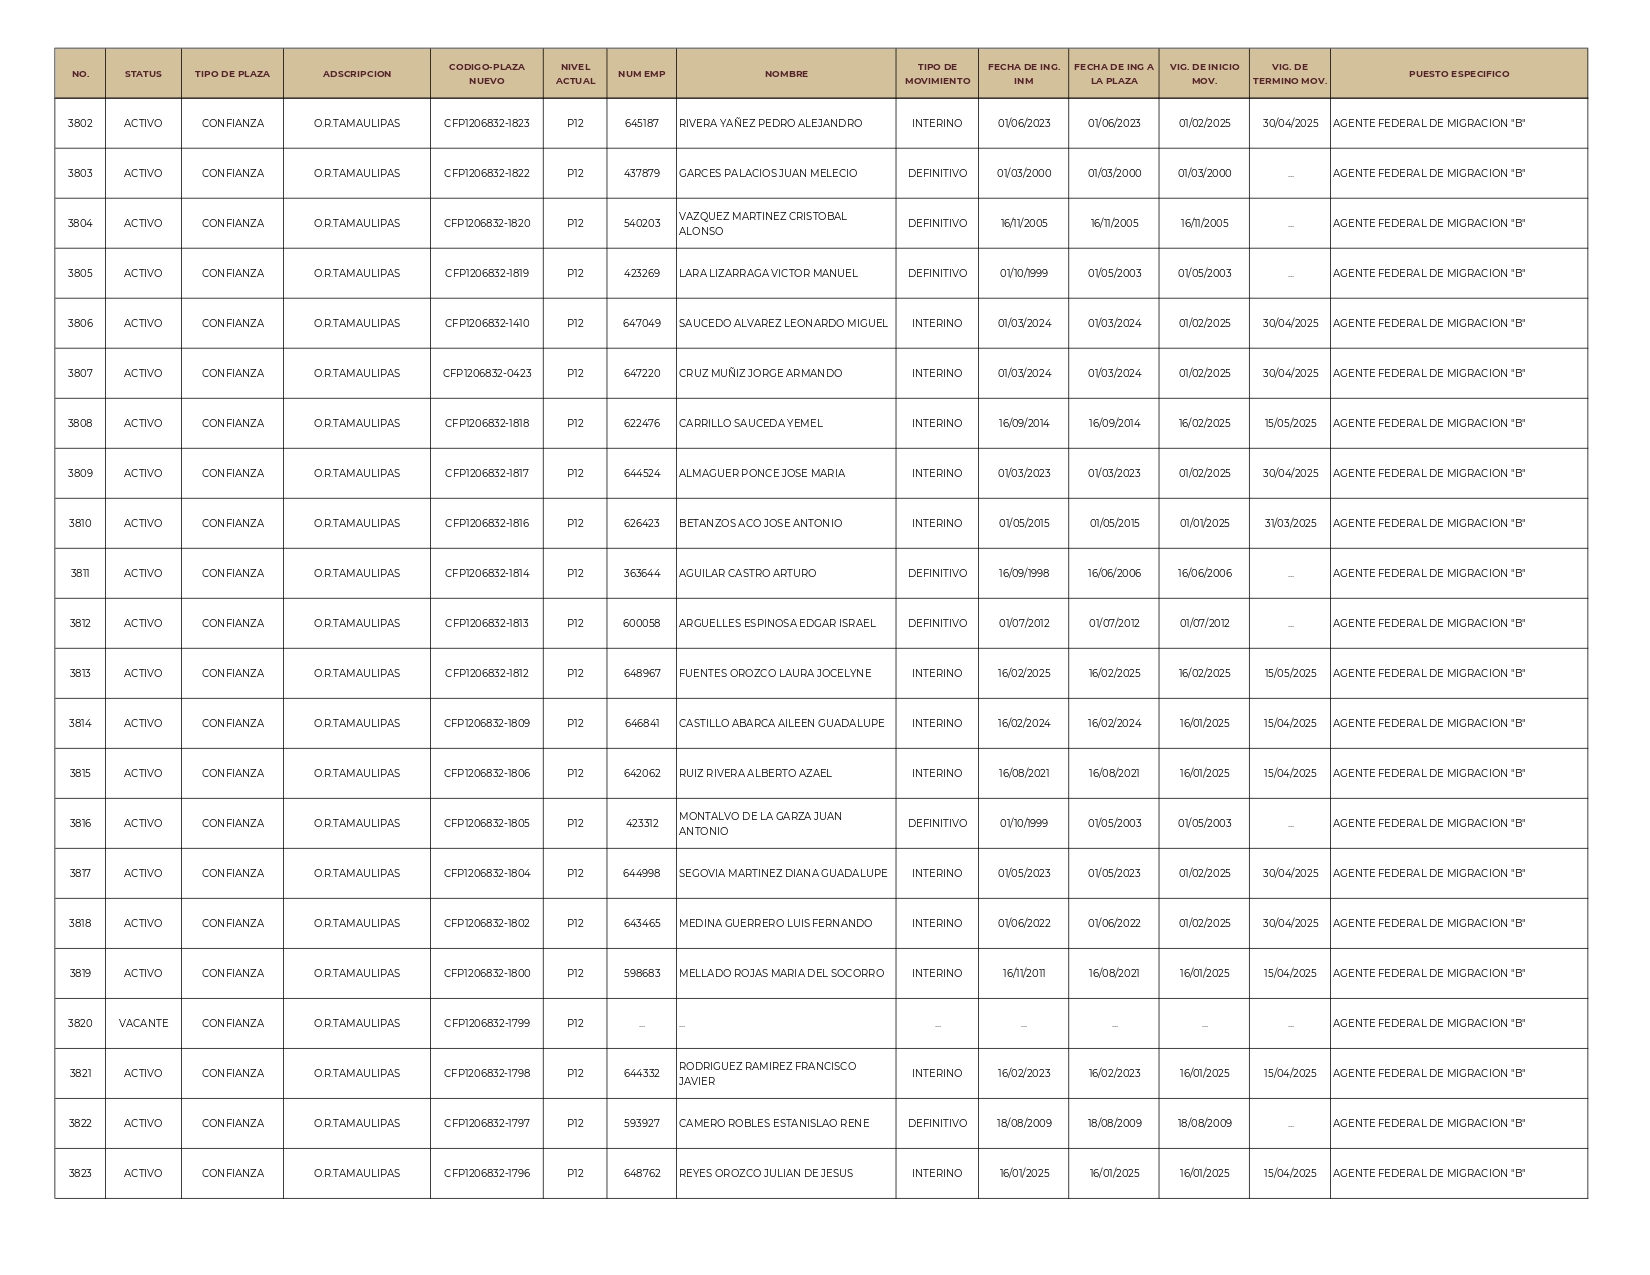 NO. STATUS TIPO DE PLAZA ADSCRIPCION CODIGO-PLAZA NUEVO NIVEL ACTUAL NUM EMP NOMBRE TIPO DE MOVIMIENTO FECHA DE ING. INM FECHA DE ING A LA PLAZA VIG. DE INICIO MOV. VIG. DE TERMINO MOV. PUESTO ESPECIFICO
3802 ACTIVO CONFIANZA O.R.TAMAULIPAS CFP1206832-1823 P12 645187 RIVERA YAÑEZ PEDRO ALEJANDRO INTERINO 01/06/2023 01/06/2023 01/02/2025 30/04/2025 AGENTE FEDERAL DE MIGRACION "B"
3803 ACTIVO CONFIANZA O.R.TAMAULIPAS CFP1206832-1822 P12 437879 GARCES PALACIOS JUAN MELECIO DEFINITIVO 01/03/2000 01/03/2000 01/03/2000 ... AGENTE FEDERAL DE MIGRACION "B"
3804 ACTIVO CONFIANZA O.R.TAMAULIPAS CFP1206832-1820 P12 540203 VAZQUEZ MARTINEZ CRISTOBAL ALONSO DEFINITIVO 16/11/2005 16/11/2005 16/11/2005 ... AGENTE FEDERAL DE MIGRACION "B"
3805 ACTIVO CONFIANZA O.R.TAMAULIPAS CFP1206832-1819 P12 423269 LARA LIZARRAGA VICTOR MANUEL DEFINITIVO 01/10/1999 01/05/2003 01/05/2003 ... AGENTE FEDERAL DE MIGRACION "B"
3806 ACTIVO CONFIANZA O.R.TAMAULIPAS CFP1206832-1410 P12 647049 SAUCEDO ALVAREZ LEONARDO MIGUEL INTERINO 01/03/2024 01/03/2024 01/02/2025 30/04/2025 AGENTE FEDERAL DE MIGRACION "B"
3807 ACTIVO CONFIANZA O.R.TAMAULIPAS CFP1206832-0423 P12 647220 CRUZ MUÑIZ JORGE ARMANDO INTERINO 01/03/2024 01/03/2024 01/02/2025 30/04/2025 AGENTE FEDERAL DE MIGRACION "B"
3808 ACTIVO CONFIANZA O.R.TAMAULIPAS CFP1206832-1818 P12 622476 CARRILLO SAUCEDA YEMEL INTERINO 16/09/2014 16/09/2014 16/02/2025 15/05/2025 AGENTE FEDERAL DE MIGRACION "B"
3809 ACTIVO CONFIANZA O.R.TAMAULIPAS CFP1206832-1817 P12 644524 ALMAGUER PONCE JOSE MARIA INTERINO 01/03/2023 01/03/2023 01/02/2025 30/04/2025 AGENTE FEDERAL DE MIGRACION "B"
3810 ACTIVO CONFIANZA O.R.TAMAULIPAS CFP1206832-1816 P12 626423 BETANZOS ACO JOSE ANTONIO INTERINO 01/05/2015 01/05/2015 01/01/2025 31/03/2025 AGENTE FEDERAL DE MIGRACION "B"
3811 ACTIVO CONFIANZA O.R.TAMAULIPAS CFP1206832-1814 P12 363644 AGUILAR CASTRO ARTURO DEFINITIVO 16/09/1998 16/06/2006 16/06/2006 ... AGENTE FEDERAL DE MIGRACION "B"
3812 ACTIVO CONFIANZA O.R.TAMAULIPAS CFP1206832-1813 P12 600058 ARGUELLES ESPINOSA EDGAR ISRAEL DEFINITIVO 01/07/2012 01/07/2012 01/07/2012 ... AGENTE FEDERAL DE MIGRACION "B"
3813 ACTIVO CONFIANZA O.R.TAMAULIPAS CFP1206832-1812 P12 648967 FUENTES OROZCO LAURA JOCELYNE INTERINO 16/02/2025 16/02/2025 16/02/2025 15/05/2025 AGENTE FEDERAL DE MIGRACION "B"
3814 ACTIVO CONFIANZA O.R.TAMAULIPAS CFP1206832-1809 P12 646841 CASTILLO ABARCA AILEEN GUADALUPE INTERINO 16/02/2024 16/02/2024 16/01/2025 15/04/2025 AGENTE FEDERAL DE MIGRACION "B"
3815 ACTIVO CONFIANZA O.R.TAMAULIPAS CFP1206832-1806 P12 642062 RUIZ RIVERA ALBERTO AZAEL INTERINO 16/08/2021 16/08/2021 16/01/2025 15/04/2025 AGENTE FEDERAL DE MIGRACION "B"
3816 ACTIVO CONFIANZA O.R.TAMAULIPAS CFP1206832-1805 P12 423312 MONTALVO DE LA GARZA JUAN ANTONIO DEFINITIVO 01/10/1999 01/05/2003 01/05/2003 ... AGENTE FEDERAL DE MIGRACION "B"
3817 ACTIVO CONFIANZA O.R.TAMAULIPAS CFP1206832-1804 P12 644998 SEGOVIA MARTINEZ DIANA GUADALUPE INTERINO 01/05/2023 01/05/2023 01/02/2025 30/04/2025 AGENTE FEDERAL DE MIGRACION "B"
3818 ACTIVO CONFIANZA O.R.TAMAULIPAS CFP1206832-1802 P12 643465 MEDINA GUERRERO LUIS FERNANDO INTERINO 01/06/2022 01/06/2022 01/02/2025 30/04/2025 AGENTE FEDERAL DE MIGRACION "B"
3819 ACTIVO CONFIANZA O.R.TAMAULIPAS CFP1206832-1800 P12 598683 MELLADO ROJAS MARIA DEL SOCORRO INTERINO 16/11/2011 16/08/2021 16/01/2025 15/04/2025 AGENTE FEDERAL DE MIGRACION "B"
3820 VACANTE CONFIANZA O.R.TAMAULIPAS CFP1206832-1799 P12 ... ... ... ... ... ... ... AGENTE FEDERAL DE MIGRACION "B"
3821 ACTIVO CONFIANZA O.R.TAMAULIPAS CFP1206832-1798 P12 644332 RODRIGUEZ RAMIREZ FRANCISCO JAVIER INTERINO 16/02/2023 16/02/2023 16/01/2025 15/04/2025 AGENTE FEDERAL DE MIGRACION "B"
3822 ACTIVO CONFIANZA O.R.TAMAULIPAS CFP1206832-1797 P12 593927 CAMERO ROBLES ESTANISLAO RENE DEFINITIVO 18/08/2009 18/08/2009 18/08/2009 ... AGENTE FEDERAL DE MIGRACION "B"
3823 ACTIVO CONFIANZA O.R.TAMAULIPAS CFP1206832-1796 P12 648762 REYES OROZCO JULIAN DE JESUS INTERINO 16/01/2025 16/01/2025 16/01/2025 15/04/2025 AGENTE FEDERAL DE MIGRACION "B"